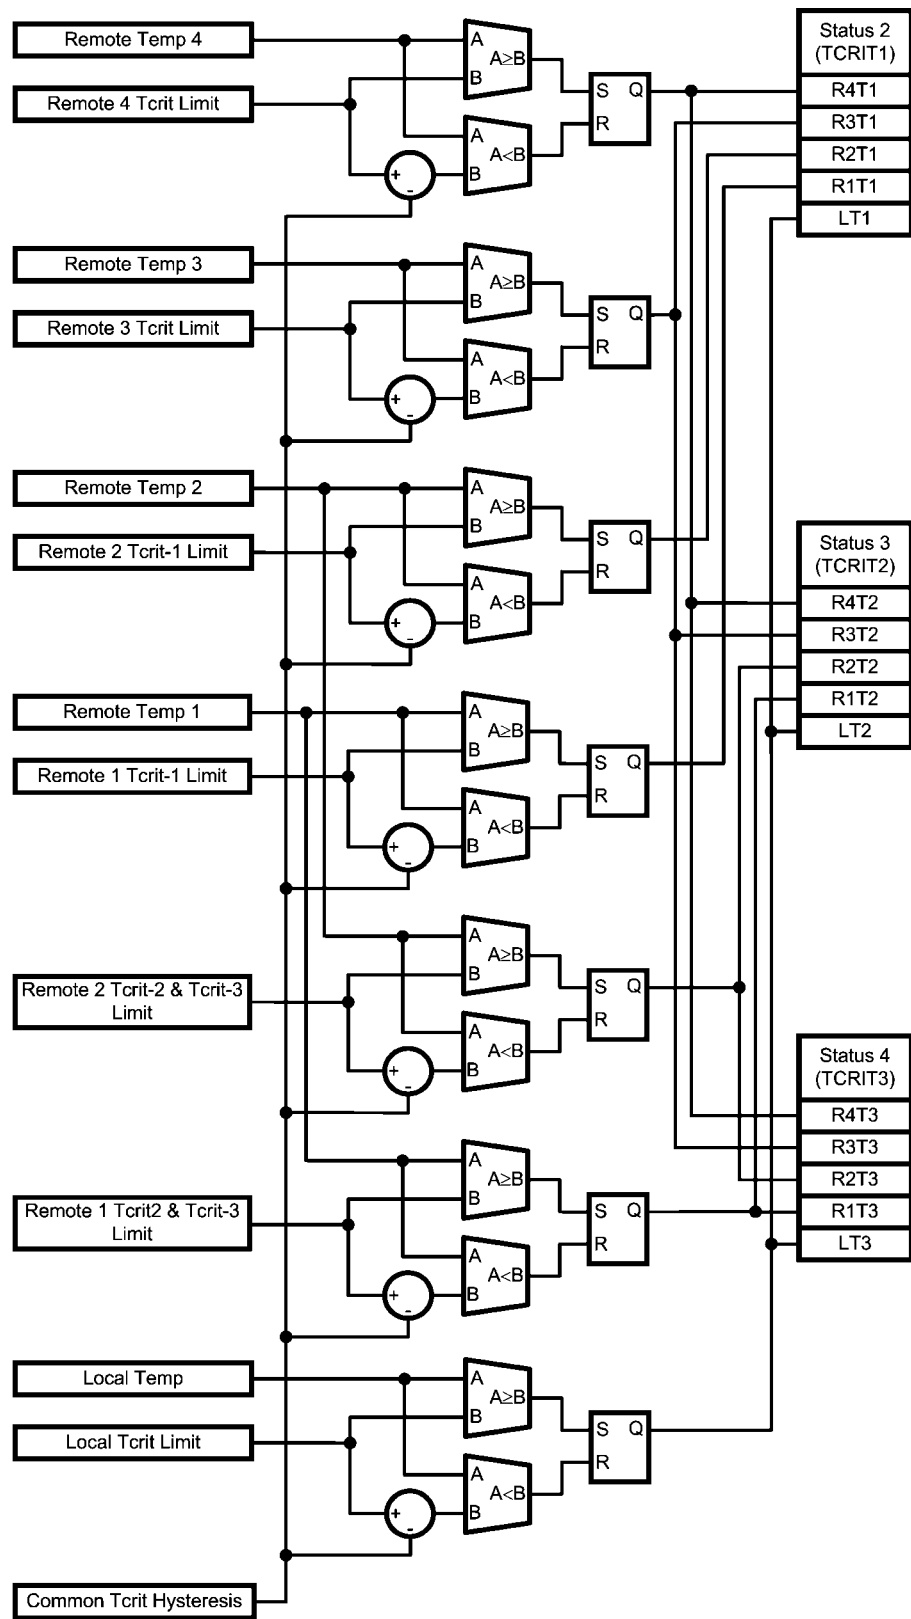 Remote Temp 4
Remote 4 Tcrit Limit
A
B
A≥B
A
B
A<B
+
-
S
R
Q
Status 2
(TCRIT1)
R4T1
R3T1
R2T1
R1T1
LT1
Remote Temp 3
Remote 3 Tcrit Limit
A
B
A≥B
A
B
A<B
+
-
S
R
Q
Remote Temp 2
Remote 2 Tcrit-1 Limit
A
B
A≥B
A
B
A<B
+
-
S
R
Q
Status 3
(TCRIT2)
R4T2
R3T2
R2T2
R1T2
LT2
Remote Temp 1
Remote 1 Tcrit-1 Limit
A
B
A≥B
A
B
A<B
+
-
S
R
Q
Remote 2 Tcrit-2 & Tcrit-3
Limit
A
B
A≥B
A
B
A<B
+
-
S
R
Q
Status 4
(TCRIT3)
R4T3
R3T3
R2T3
R1T3
LT3
Remote 1 Tcrit2 & Tcrit-3
Limit
A
B
A≥B
A
B
A<B
+
-
S
R
Q
Local Temp
Local Tcrit Limit
A
B
A≥B
A
B
A<B
+
-
S
R
Q
Common Tcrit Hysteresis